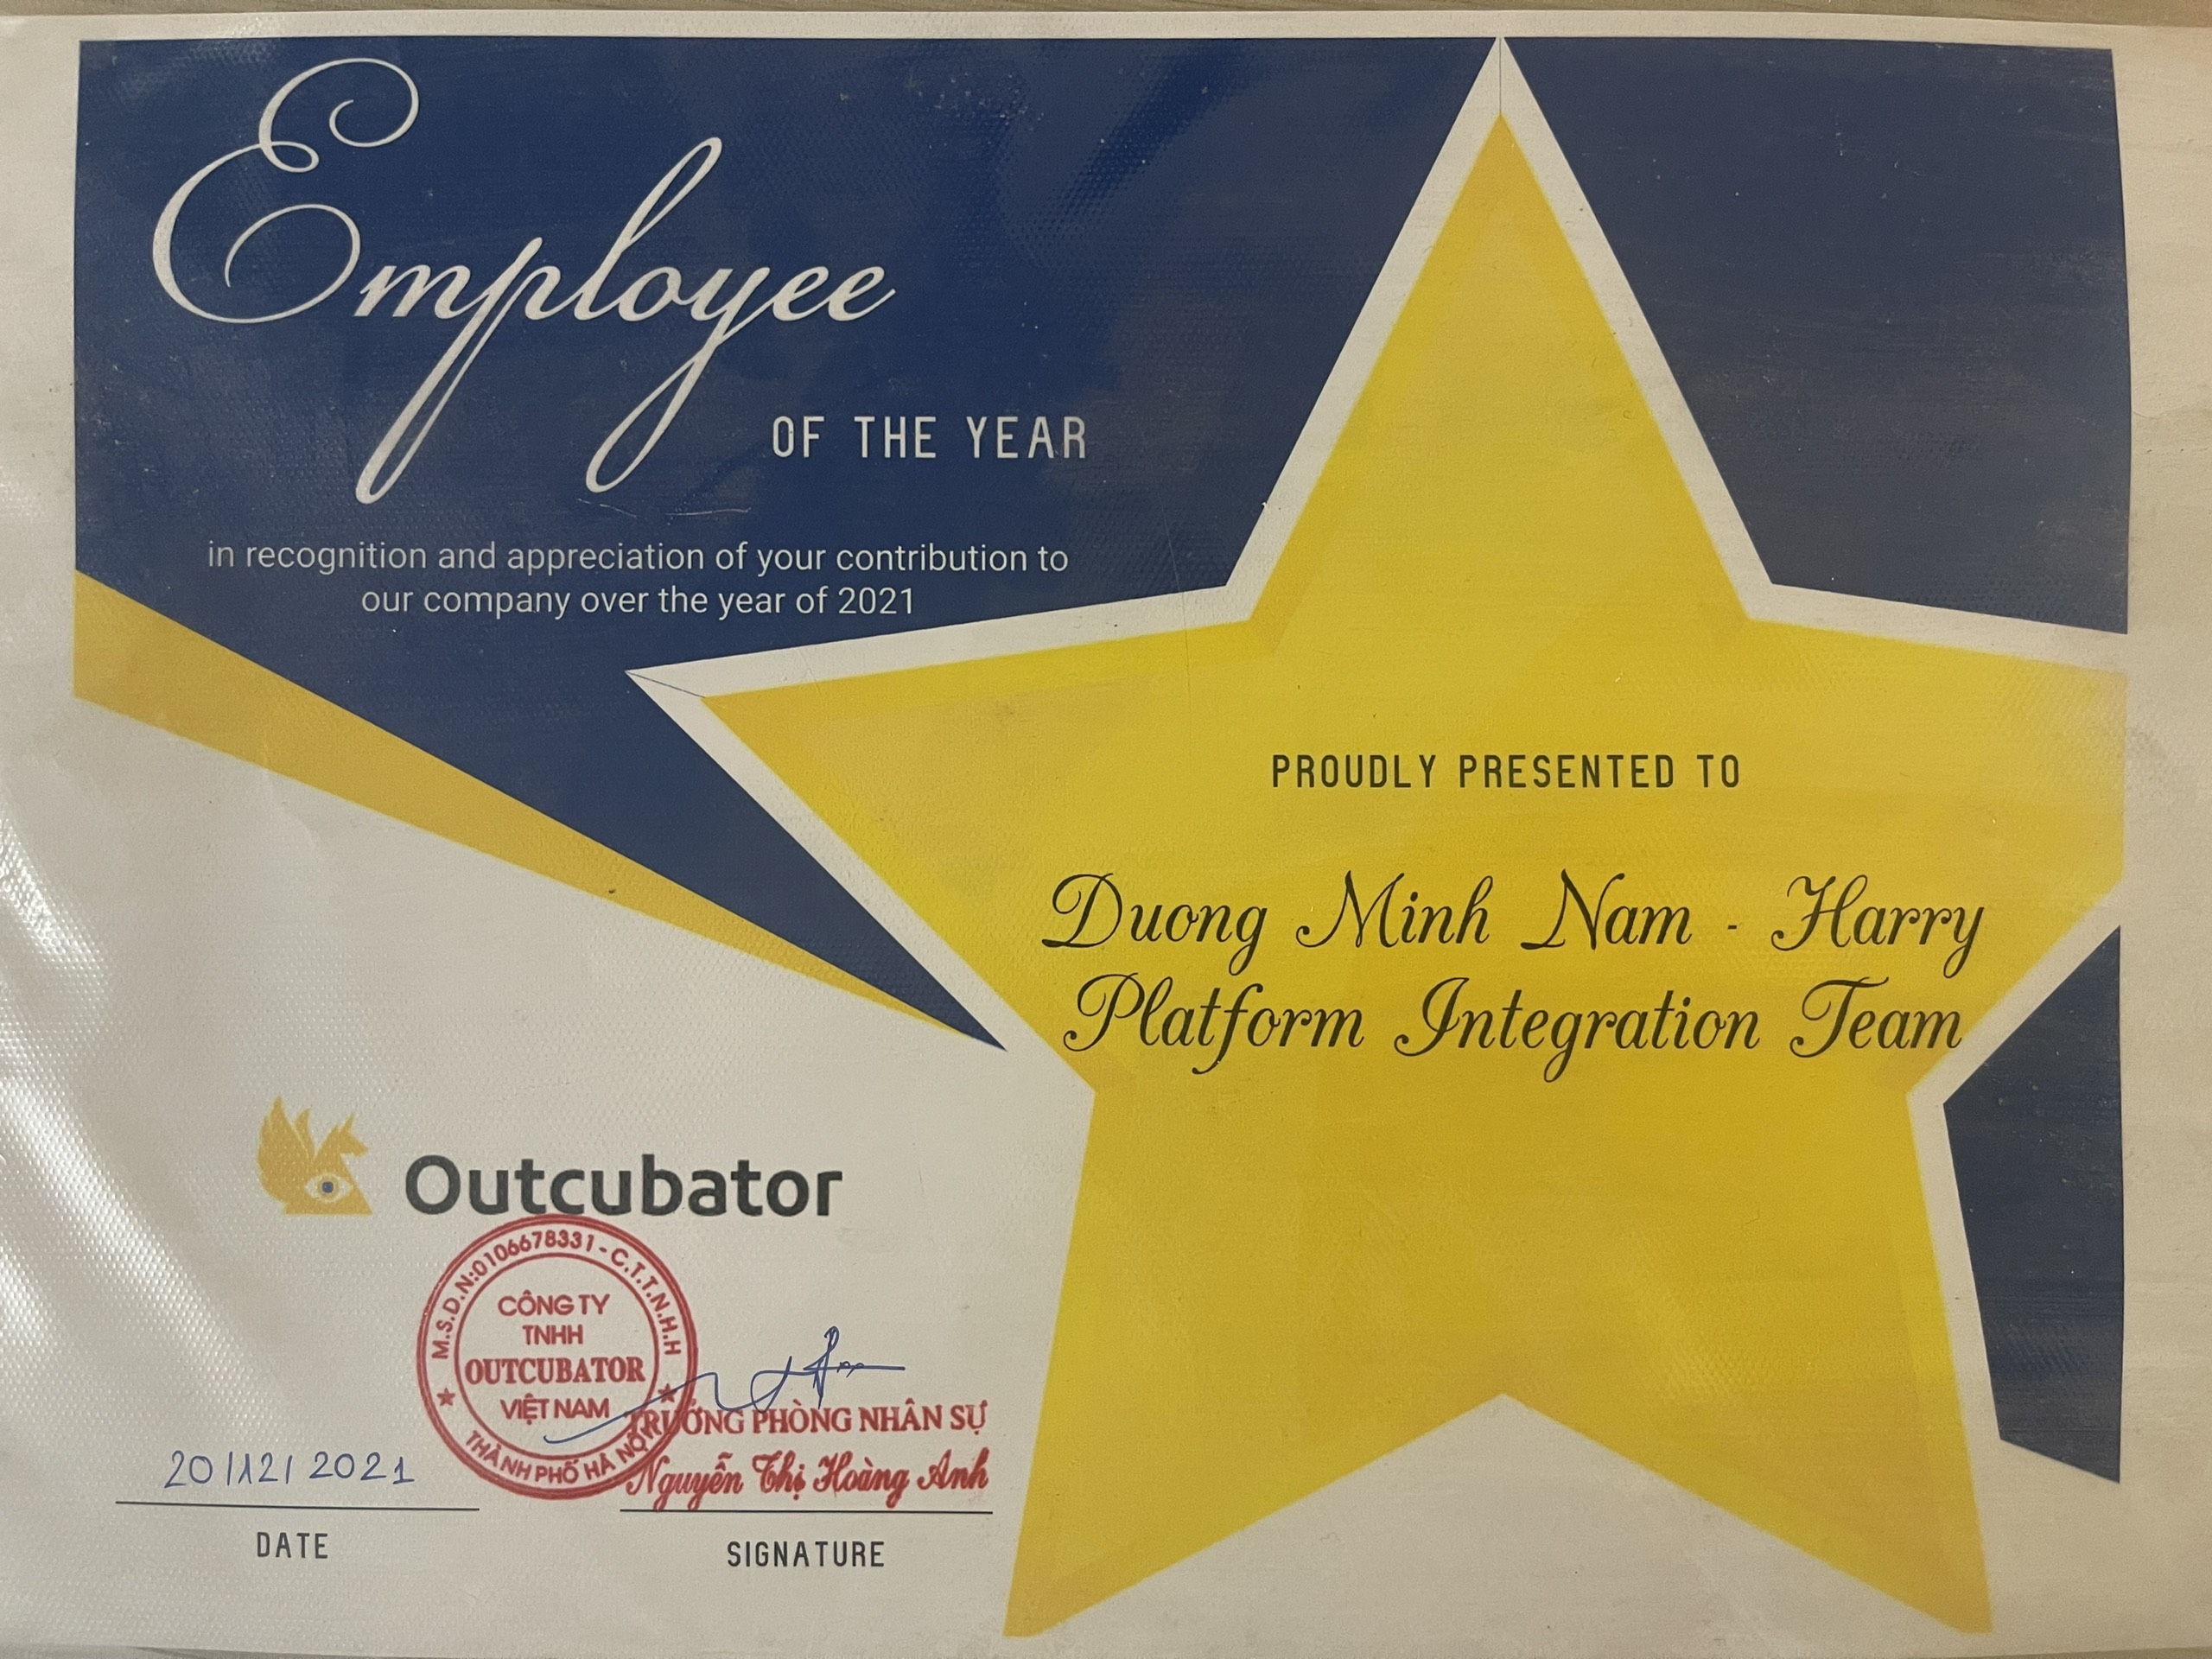 Employee
OF THE YEAR
in recognition and appreciation of your contribution to
our company over the year of 2021
PROUDLY PRESENTED TO
Duong Minh Nam - Harry
Platform Integration Team
Outcubator
M.S.D.N:0106678331-C.T.T.N.H.H
CÔNG TY
TNHH
OUTCUBATOR
VIỆT NAM
THÀNH PHỐ HÀ NỘI
TRƯỞNG PHÒNG NHÂN SỰ
Nguyễn Thị Hoàng Anh
20/12/2021
DATE
SIGNATURE